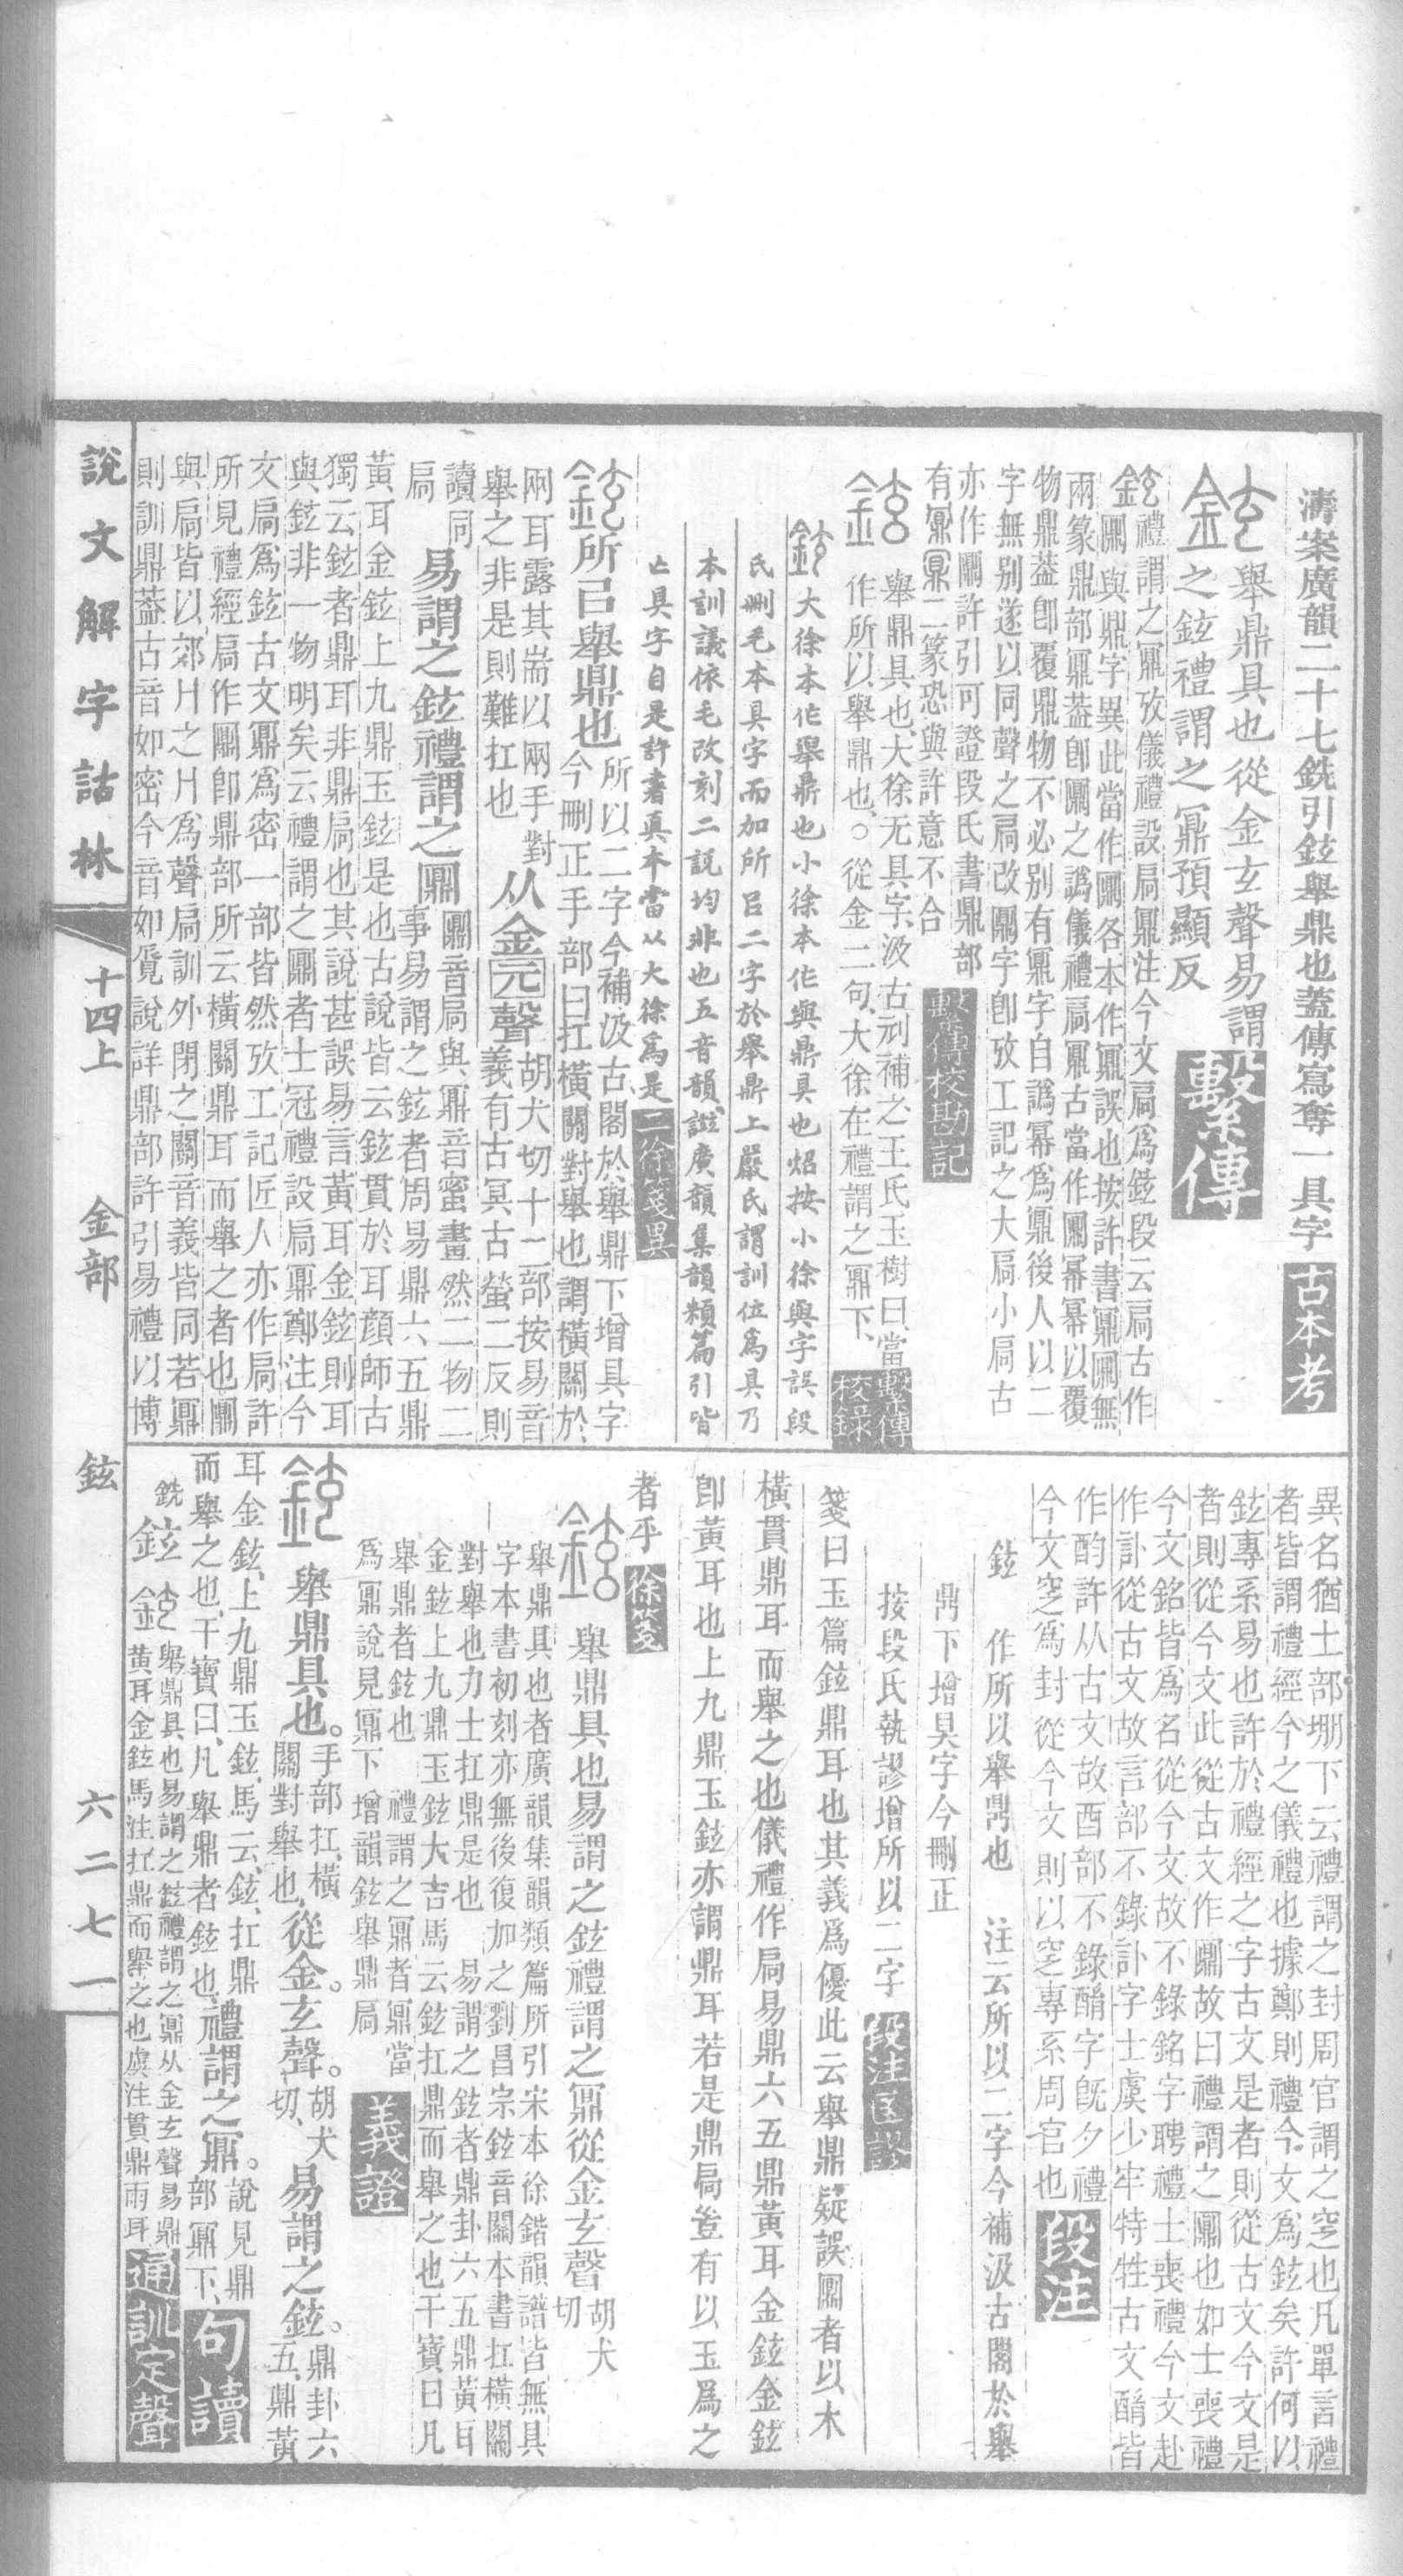 濤案廣韻二十七銑引鉉舉鼎也蓋傳寫奪一具字 古本考
鉉 舉鼎具也從金玄聲易謂
之鉉禮謂之鼏預顯反 繫傳
鉉禮謂之鼏攷儀禮設扃鼏注今文扃爲鉉段云扃古作
鼏與鼎字異此當作鼏各本作鼏誤也按許書鼏鼏無
兩篆鼎部鼏蓋卽鼏之譌儀禮扃鼏古當作鼏冪冪以覆
物鼎蓋卽覆鼎物不必別有鼏字自譌冪爲鼏後人以二
字無別遂以同聲之扃改鼏字卽攷工記之大扃小扃古
亦作鼏許引可證段氏書鼎部
有鼏鼏二篆恐與許意不合 繫傳校勘記
鉉 舉鼎具也大徐无具字汲古刓補之王氏玉樹曰當
作所以舉鼎也○從金二句大徐在禮謂之鼏下 繫傳校錄
鉉大徐本作舉鼎也小徐本作與鼎具也炤按小徐與字誤段
氏刪毛本具字而加所㠯二字於舉鼎上嚴氏謂訓位爲具乃
本訓議依毛改刻二説均非也五音韻譜廣韻集韻類篇引皆
亡具字自是許書真本當以大徐爲是 二徐箋異
鉉所㠯舉鼎也所以二字今補汲古閣於舉鼎下增具字
今刪正手部曰扛橫關對舉也謂橫關於
兩耳露其耑以兩手對
舉之非是則難扛也 从金玄聲胡犬切十二部按易音
義有古冥古螢二反則
讀同
扃 易謂之鉉禮謂之鼏鼏音扃與鼏音蜜畫然二物二
事易謂之鉉者周易鼎六五鼎
黃耳金鉉上九鼎玉鉉是也古說皆云鉉貫於耳顏師古
獨云鉉者鼎耳非鼎扃也其說甚誤易言黃耳金鉉則耳
與鉉非一物明矣云禮謂之鼏者士冠禮設扃鼏鄭注今
文扃爲鉉古文鼏爲密一部皆然攷工記匠人亦作扃許
所見禮經扃作鼏卽鼎部所云橫關鼎耳而舉之者也鼏
與扃皆以郊冂之冂爲聲扃訓外閉之關音義皆同若鼏
則訓鼎蓋古音如密今音如覓說詳鼎部許引易禮以博
異名猶土部堋下云禮謂之封周官謂之窆也凡單言禮
者皆謂禮經今之儀禮也據鄭則禮今文爲鉉矣許何以
鉉專系易也許於禮經之字古文是者則從古文今文是
者則從今文此從古文作鼏故曰禮謂之鼏也如士喪禮
今文銘皆爲名從今文故不錄銘字聘禮士喪禮今文赴
作訃從古文故言部不錄訃字士虞少牢特牲古文酳皆
作酌許从古文故酉部不錄酳字旣夕禮
今文窆爲封從今文則以窆專系周官也 段注
鉉 作所以舉鼎也 注云所以二字今補汲古閣於舉
鼎下增具字今刪正
按段氏執謬增所以二字 段注匡謬
箋曰玉篇鉉鼎耳也其義爲優此云舉鼎疑誤鼏者以木
橫貫鼎耳而舉之也儀禮作扃易鼎六五鼎黃耳金鉉金鉉
卽黃耳也上九鼎玉鉉亦謂鼎耳若是鼎扃豈有以玉爲之
者乎 徐箋
鉉 舉鼎具也易謂之鉉禮謂之鼏從金玄聲胡犬
切
舉鼎具也者廣韻集韻類篇所引宋本徐鍇韻譜皆無具
字本書初刻亦無後復加之劉昌宗鉉音關本書扛橫關
對舉也力士扛鼎是也 易謂之鉉者鼎卦六五鼎黃耳
金鉉上九鼎玉鉉大吉馬云鉉扛鼎而舉之也干寶曰凡
舉鼎者鉉也 禮謂之鼏者鼏當
爲鼏說見鼏下增韻鉉舉鼎扃 義證
鉉 舉鼎具也。手部扛橫
關對舉也、從金。玄聲。胡犬
切、易謂之鉉。鼎卦六
五、鼎黃
耳金鉉、上九鼎玉鉉、馬云、鉉、扛鼎
而舉之也、干寶曰、凡舉鼎者鉉也、禮謂之鼏。說見鼎
部鼏下、 句讀
銑 鉉 鉉 舉鼎具也易謂之鉉禮謂之鼏从金玄聲易鼎
黄耳金鉉馬注扛鼎而舉之也虞注貫鼎兩耳 通訓定聲
說文解字詁林 十四上 金部 鉉 六二七一